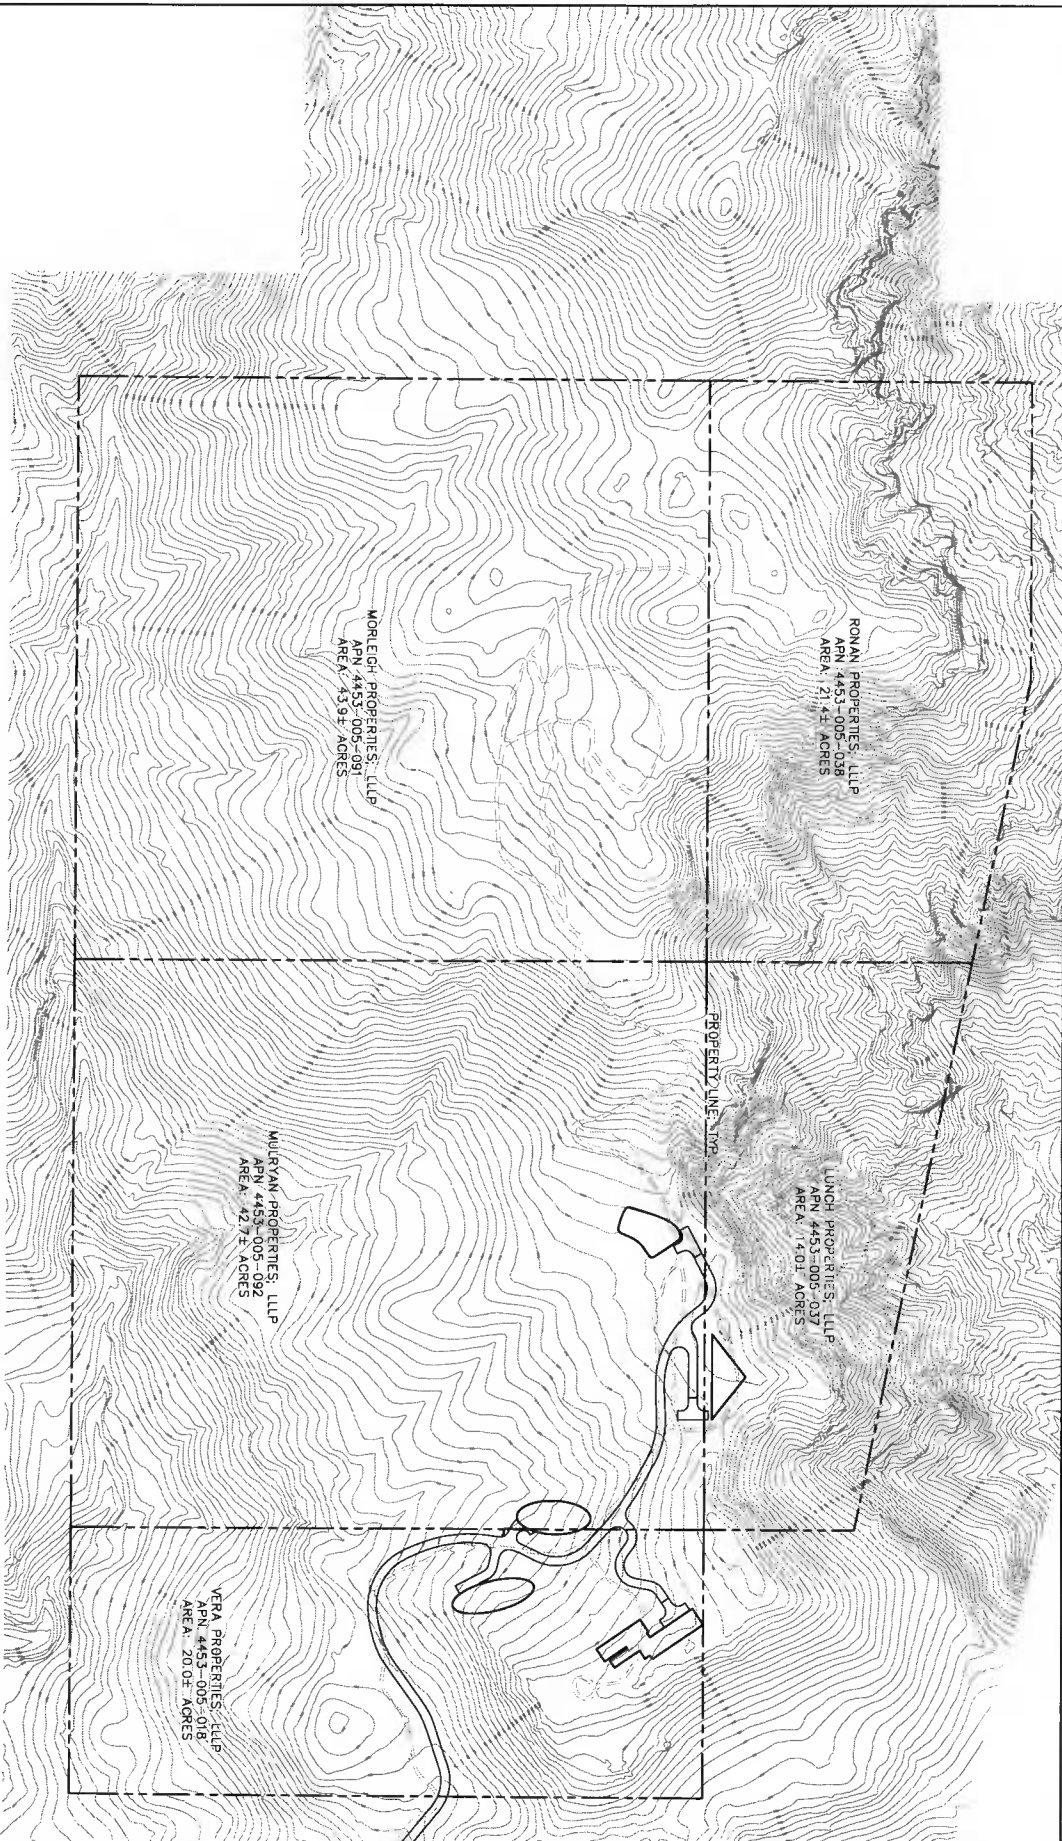 RONAN PROPERTIES, LLLP
APN 4453-005-038
AREA: 21.4± ACRES
MORLEIGH PROPERTIES, LLLP
APN 4453-005-091
AREA: 43.9± ACRES
PROPERTY LINE, TYP.
LUNCH PROPERTIES, LLLP
APN 4453-005-037
AREA: 14.0± ACRES
MULRYAN PROPERTIES, LLLP
APN 4453-005-092
AREA: 42.7± ACRES
VERA PROPERTIES, LLLP
APN 4453-005-018
AREA: 20.0± ACRES